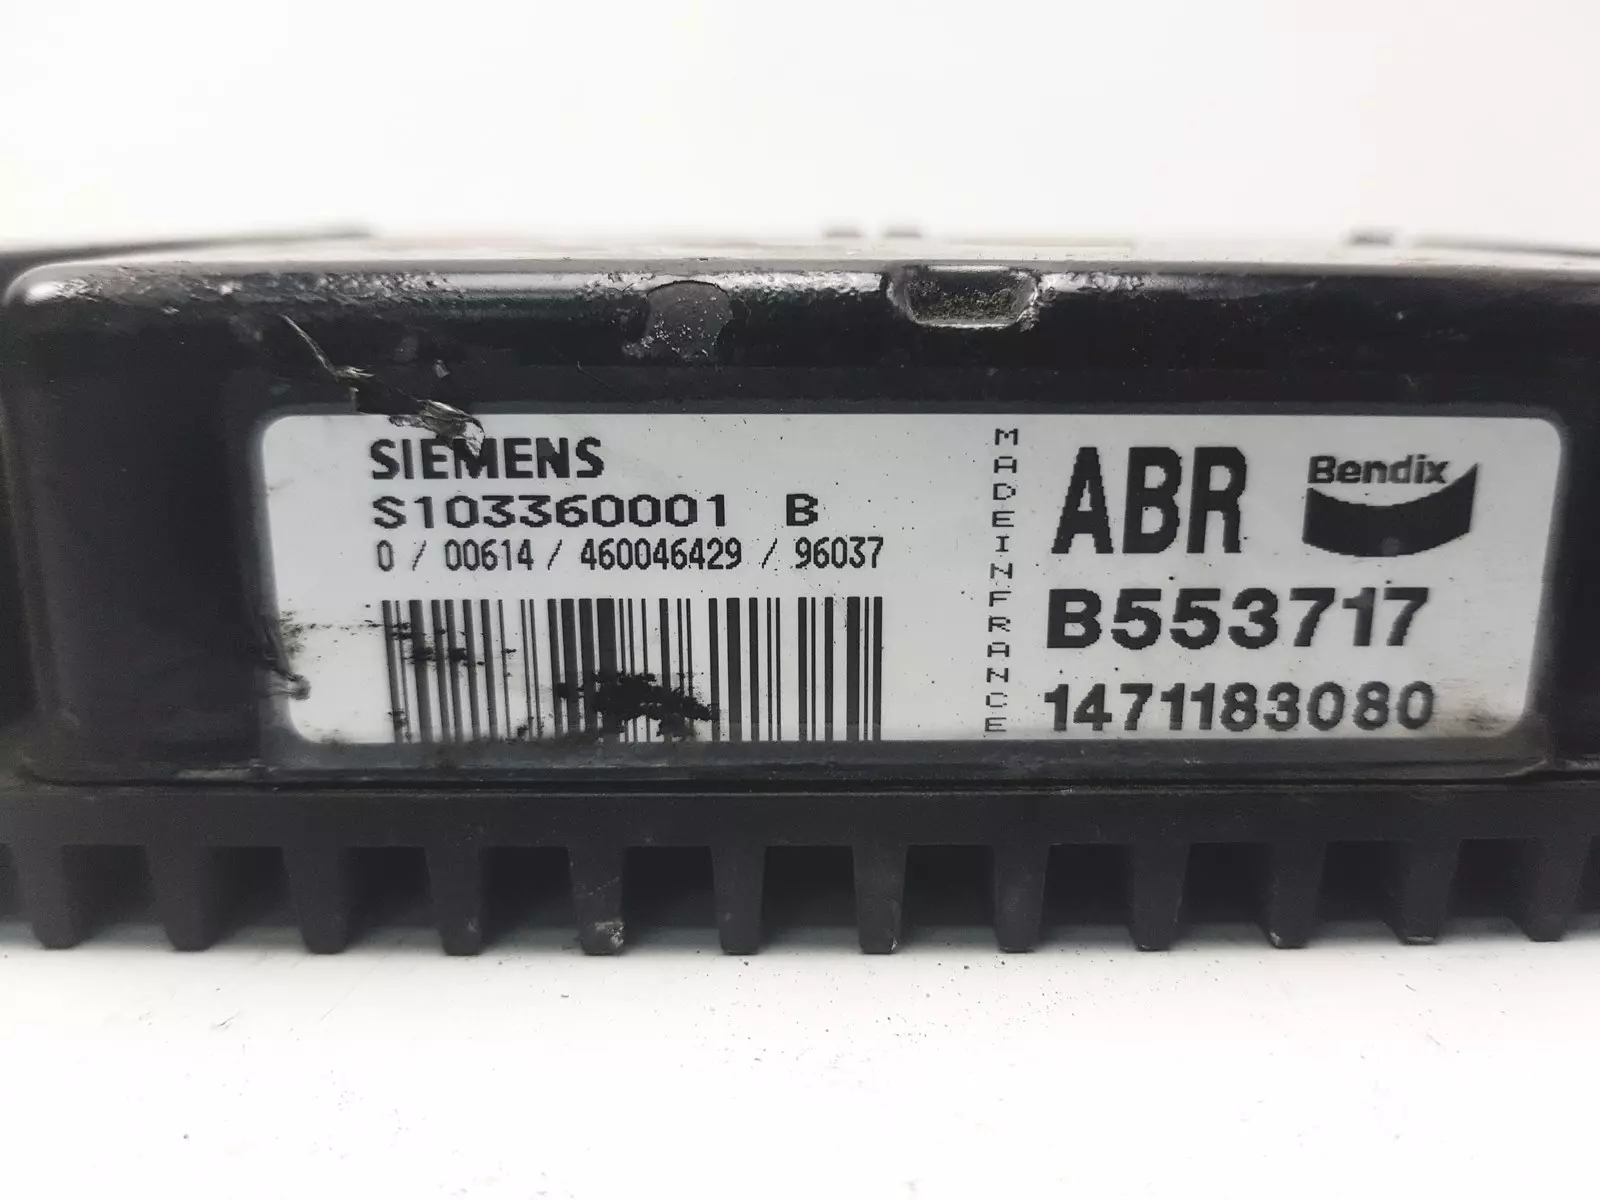 SIEMENS
S103360001 B
0 / 00614 / 460046429 / 96037
MADE IN FRANCE
ABR
Bendix
B553717
1471183080